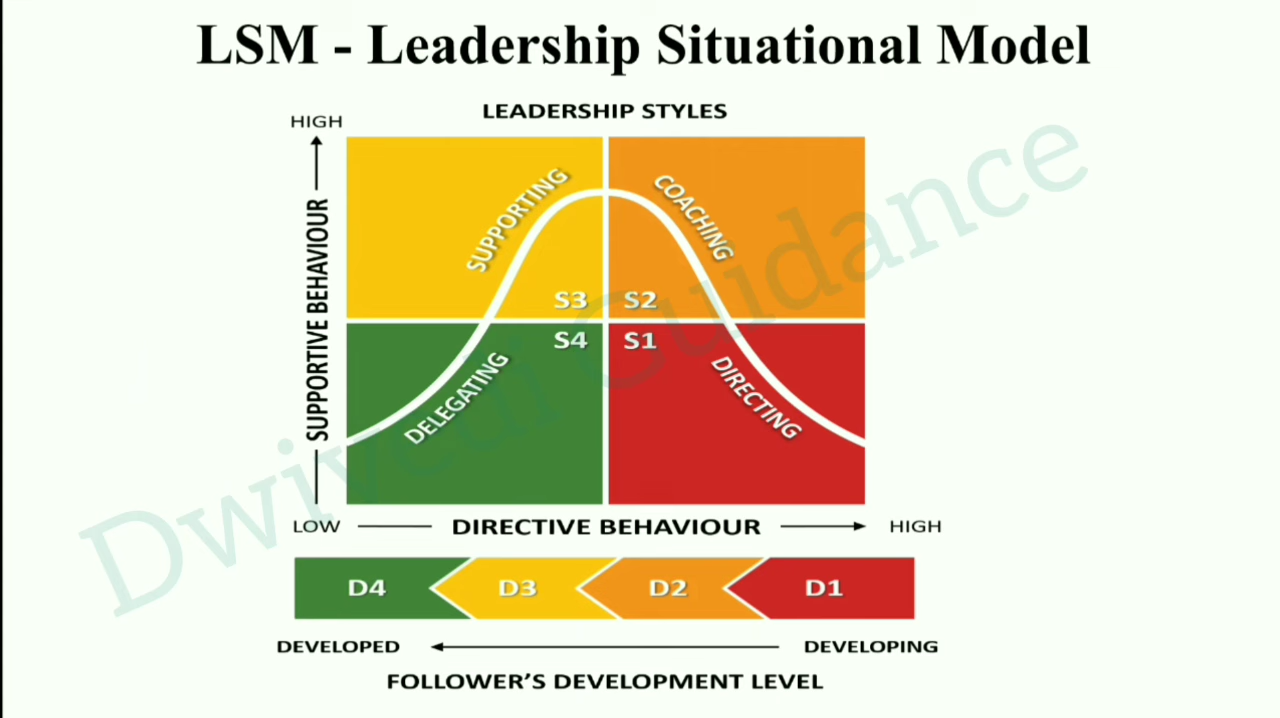 LSM - Leadership Situational Model
LEADERSHIP STYLES
HIGH
SUPPORTIVE BEHAVIOUR
SUPPORTING
COACHING
S3
S2
S4
S1
DELEGATING
DIRECTING
LOW
DIRECTIVE BEHAVIOUR
HIGH
D4
D3
D2
D1
DEVELOPED
DEVELOPING
FOLLOWER'S DEVELOPMENT LEVEL
Dwivedi Guidance